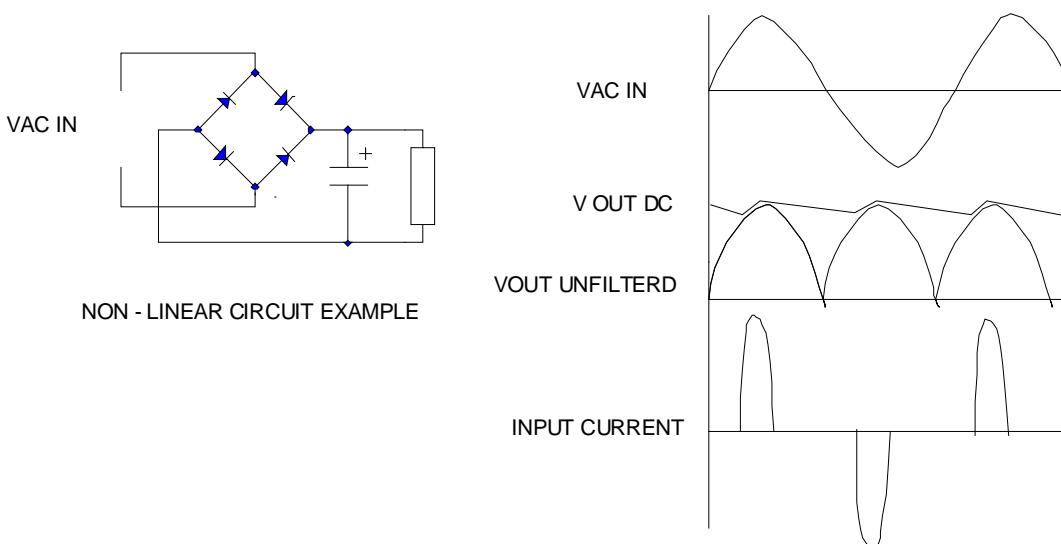 VAC IN
+
NON - LINEAR CIRCUIT EXAMPLE
VAC IN
V OUT DC
VOUT UNFILTERD
INPUT CURRENT